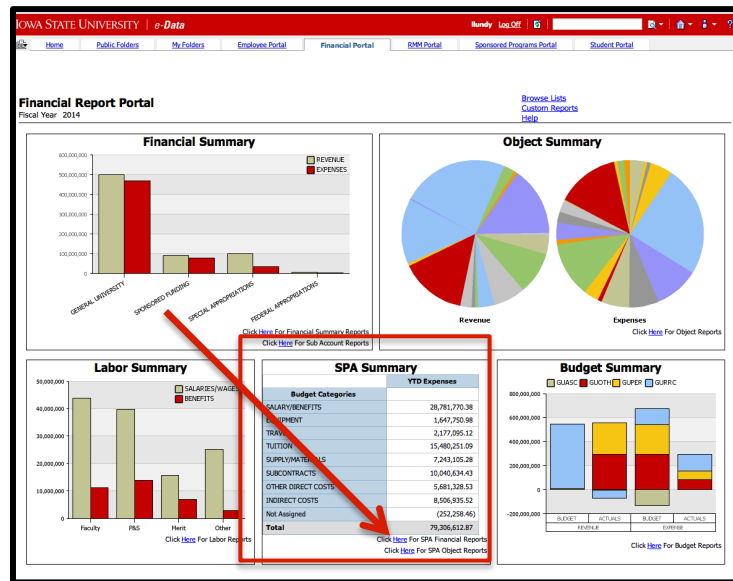 IOWA STATE UNIVERSITY | e-Data
llundy Log Off
Home Public Folders My Folders Employee Portal Financial Portal RMM Portal Sponsored Programs Portal Student Portal
Financial Report Portal
Fiscal Year 2014
Browse Lists
Custom Reports
Help
Financial Summary
REVENUE
EXPENSES
600,000,000
500,000,000
400,000,000
300,000,000
200,000,000
100,000,000
0
GENERAL UNIVERSITY
SPONSORED FUNDING
SPECIAL APPROPRIATIONS
FEDERAL APPROPRIATIONS
Click Here For Financial Summary Reports
Click Here For Sub Account Reports
Object Summary
Revenue Expenses
Click Here For Object Reports
Labor Summary
SALARIES/WAGES
BENEFITS
50,000,000
40,000,000
30,000,000
20,000,000
10,000,000
0
Faculty P&S Merit Other
Click Here For Labor Reports
SPA Summary
YTD Expenses
Budget Categories
SALARY/BENEFITS 28,781,770.38
EQUIPMENT 1,647,750.98
TRAVEL 2,177,095.12
TUITION 15,480,251.09
SUPPLY/MATERIALS 7,243,105.28
SUBCONTRACTS 10,040,634.43
OTHER DIRECT COSTS 5,681,328.53
INDIRECT COSTS 8,506,935.52
Not Assigned (252,258.46)
Total 79,306,612.87
Click Here For SPA Financial Reports
Click Here For SPA Object Reports
Budget Summary
GUASC GUOTH GUPER GURRC
800,000,000
600,000,000
400,000,000
200,000,000
0
-200,000,000
BUDGET ACTUALS BUDGET ACTUALS
REVENUE EXPENSE
Click Here For Budget Reports